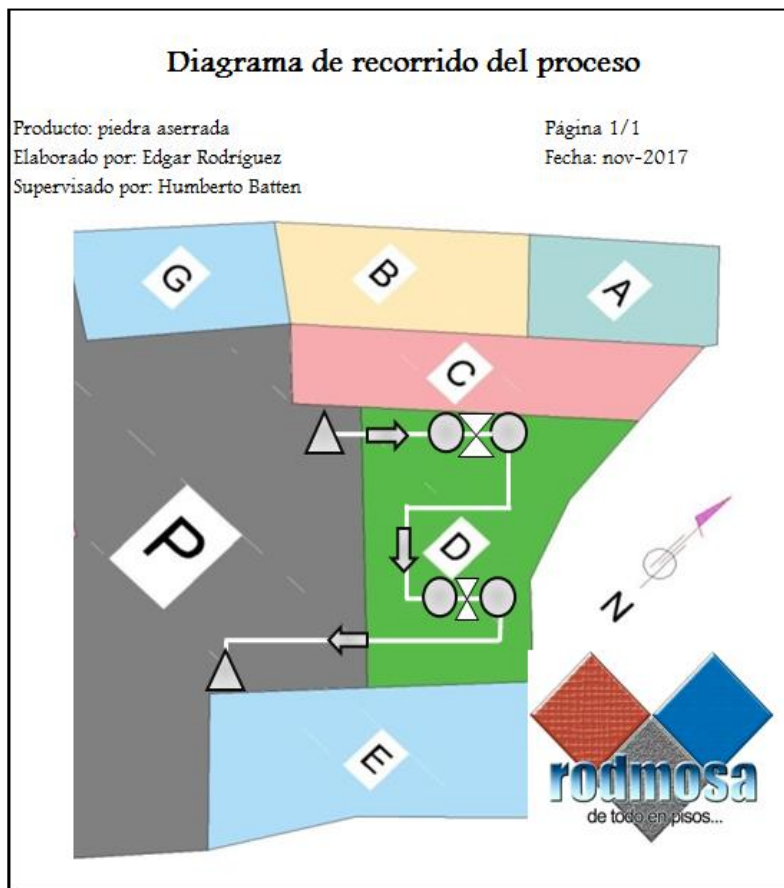 Diagrama de recorrido del proceso
Producto: piedra aserrada
Página 1/1
Elaborado por: Edgar Rodríguez
Fecha: nov-2017
Supervisado por: Humberto Batten
G
B
A
C
P
D
N
E
rodmosa
de todo en pisos...